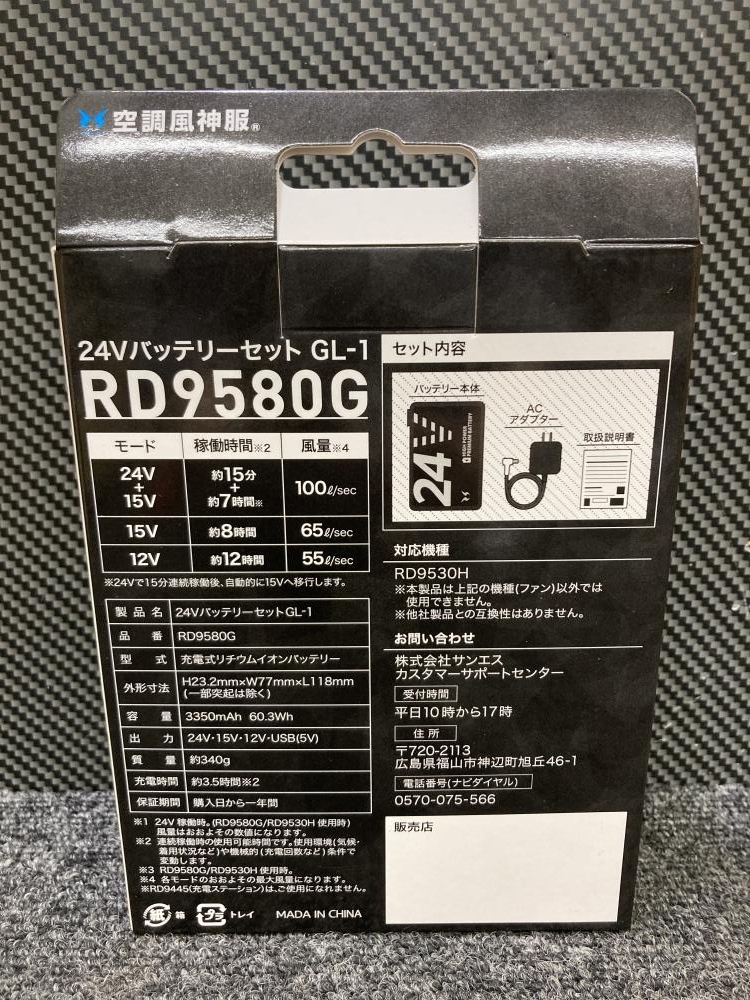 空調風神服®
24Vバッテリーセット GL-1
RD9580G
モード 稼働時間※2 風量※4
24V + 15V 約15分 + 約7時間※ 100ℓ/sec
15V 約8時間 65ℓ/sec
12V 約12時間 55ℓ/sec
※24Vで15分連続稼働後、自動的に15Vへ移行します。
製品名 24VバッテリーセットGL-1
品番 RD9580G
型式 充電式リチウムイオンバッテリー
外形寸法 H23.2mm×W77mm×L118mm
(一部突起は除く)
容量 3350mAh 60.3Wh
出力 24V・15V・12V・USB(5V)
質量 約340g
充電時間 約3.5時間※2
保証期間 購入日から一年間
※1 24V稼働時。(RD9580G/RD9530H 使用時)
風量はおおよその数値になります。
※2 連続稼働時の使用可能時間です。使用環境(気候・
着用状況など)や機械的(充電回数など)条件で
変動します。
※3 RD9580G/RD9530H使用時。
※4 各モードのおおよその最大風量になります。
※RD9445(充電ステーション)は、ご使用になれません。
紙 箱 プラ トレイ MADE IN CHINA
セット内容
バッテリー本体
AC
アダプター
取扱説明書
24V
HIGH POWER
PREMIUM BATTERY
対応機種
RD9530H
※本製品は上記の機種(ファン)以外では
使用できません。
※他社製品との互換性はありません。
お問い合わせ
株式会社サンエス
カスタマーサポートセンター
受付時間
平日10時から17時
住所
〒720-2113
広島県福山市神辺町旭丘46-1
電話番号(ナビダイヤル)
0570-075-566
販売店